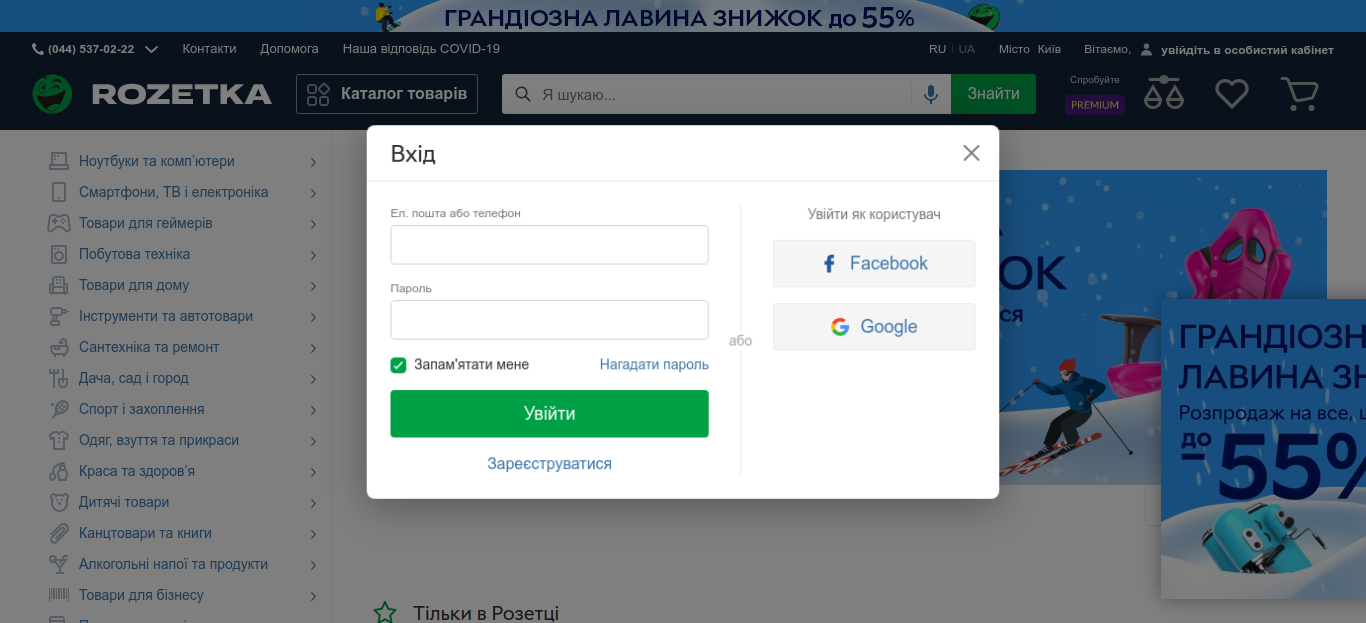 ГРАНДІОЗНА ЛАВИНА ЗНИЖОК до 55%
(044) 537-02-22 Контакти Допомога Наша відповідь COVID-19 RU UA Місто Київ Вітаємо, увійдіть в особистий кабінет
ROZETKA Каталог товарів Я шукаю... Знайти Спробуйте
PREMIUM
Вхід
Ноутбуки та комп'ютери
Смартфони, ТВ і електроніка
Товари для геймерів
Побутова техніка
Товари для дому
Інструменти та автотовари
Сантехніка та ремонт
Дача, сад і город
Спорт і захоплення
Одяг, взуття та прикраси
Краса та здоров'я
Дитячі товари
Канцтовари та книги
Алкогольні напої та продукти
Товари для бізнесу
Ел. пошта або телефон
Пароль
Запам'ятати мене Нагадати пароль
Увійти
Зареєструватися
або
Увійти як користувач
Facebook
Google
ГРАНДІОЗН
ЛАВИНА ЗН
Розпродаж на все, щ
до 55%
Тільки в Розетці